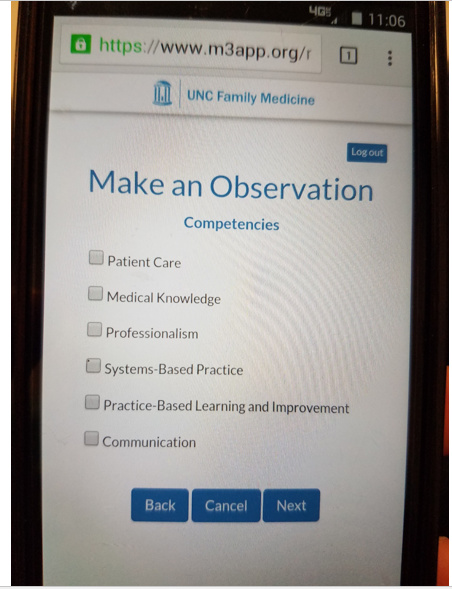 4G 11:06
https://www.m3app.org/r
1
UNC Family Medicine
Log out
Make an Observation
Competencies
Patient Care
Medical Knowledge
Professionalism
Systems-Based Practice
Practice-Based Learning and Improvement
Communication
Back Cancel Next